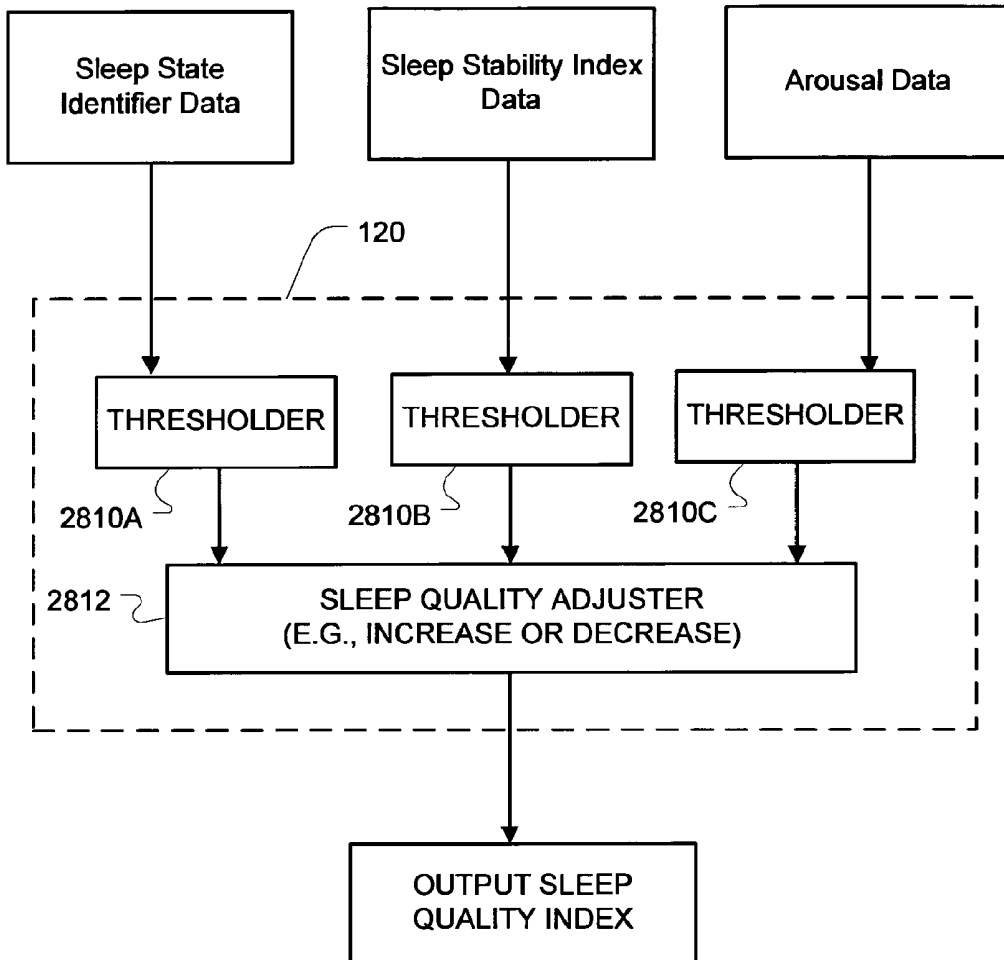 Sleep State
Identifier Data
Sleep Stability Index
Data
Arousal Data
120
THRESHOLDER
THRESHOLDER
THRESHOLDER
2810A
2810B
2810C
2812
SLEEP QUALITY ADJUSTER
(E.G., INCREASE OR DECREASE)
OUTPUT SLEEP
QUALITY INDEX